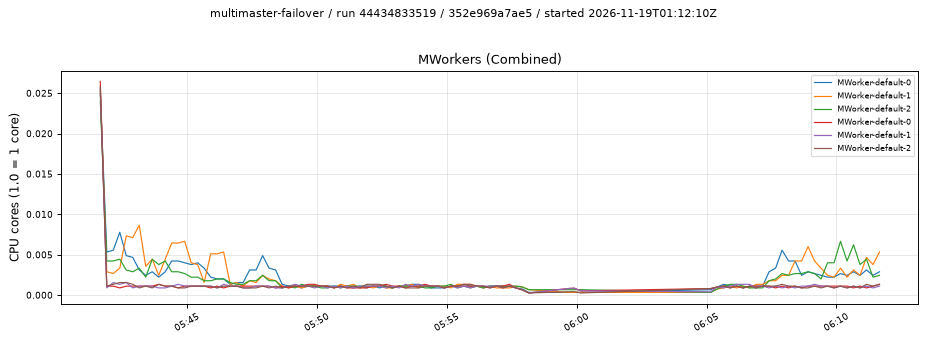 multimaster-failover / run 44434833519 / 352e969a7ae5 / started 2026-11-19T01:12:10Z
MWorkers (Combined)
CPU cores (1.0 = 1 core)
0.025
0.020
0.015
0.010
0.005
0.000
05:45
05:50
05:55
06:00
06:05
06:10
MWorker-default-0
MWorker-default-1
MWorker-default-2
MWorker-default-0
MWorker-default-1
MWorker-default-2